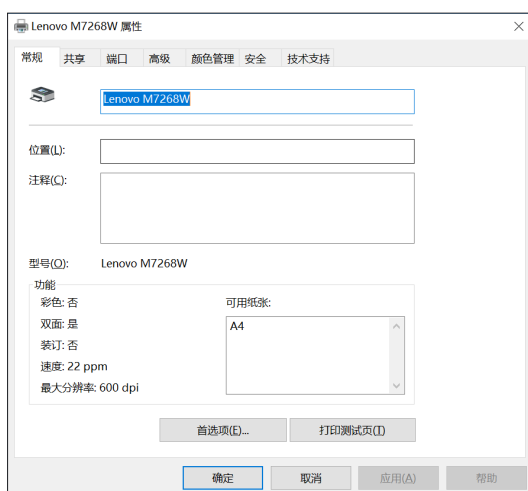 Lenovo M7268W 属性
常规 共享 端口 高级 颜色管理 安全 技术支持
Lenovo M7268W
位置(L):
注释(C):
型号(O): Lenovo M7268W
功能
彩色: 否 可用纸张:
双面: 是 A4
装订: 否
速度: 22 ppm
最大分辨率: 600 dpi
首选项(E)... 打印测试页(T)
确定 取消 应用(A) 帮助